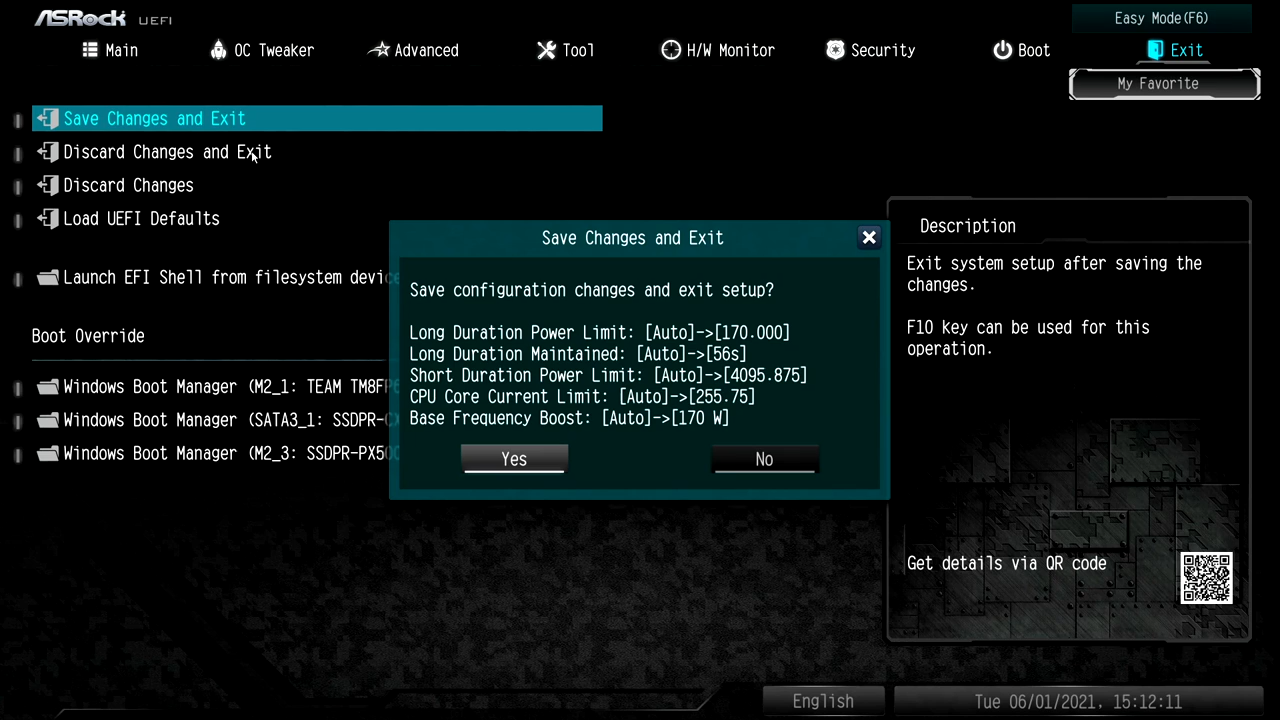 ASRock UEFI
Easy Mode(F6)
Main OC Tweaker Advanced Tool H/W Monitor Security Boot Exit
My Favorite
Save Changes and Exit
Discard Changes and Exit
Discard Changes
Load UEFI Defaults
Launch EFI Shell from filesystem device
Boot Override
Windows Boot Manager (M2_1: TEAM
Windows Boot Manager (SATA3_1:
Windows Boot Manager (M2_3:
Save Changes and Exit
Save configuration changes and exit setup?
Long Duration Power Limit: [Auto]->[170.000]
Long Duration Maintained: [Auto]->[56s]
Short Duration Power Limit: [Auto]->[4095.875]
CPU Core Current Limit: [Auto]->[255.75]
Base Frequency Boost: [Auto]->[170 W]
Yes No
Description
Exit system setup after saving the
changes.
F10 key can be used for this
operation.
Get details via QR code
English
Tue 06/01/2021, 15:12:11